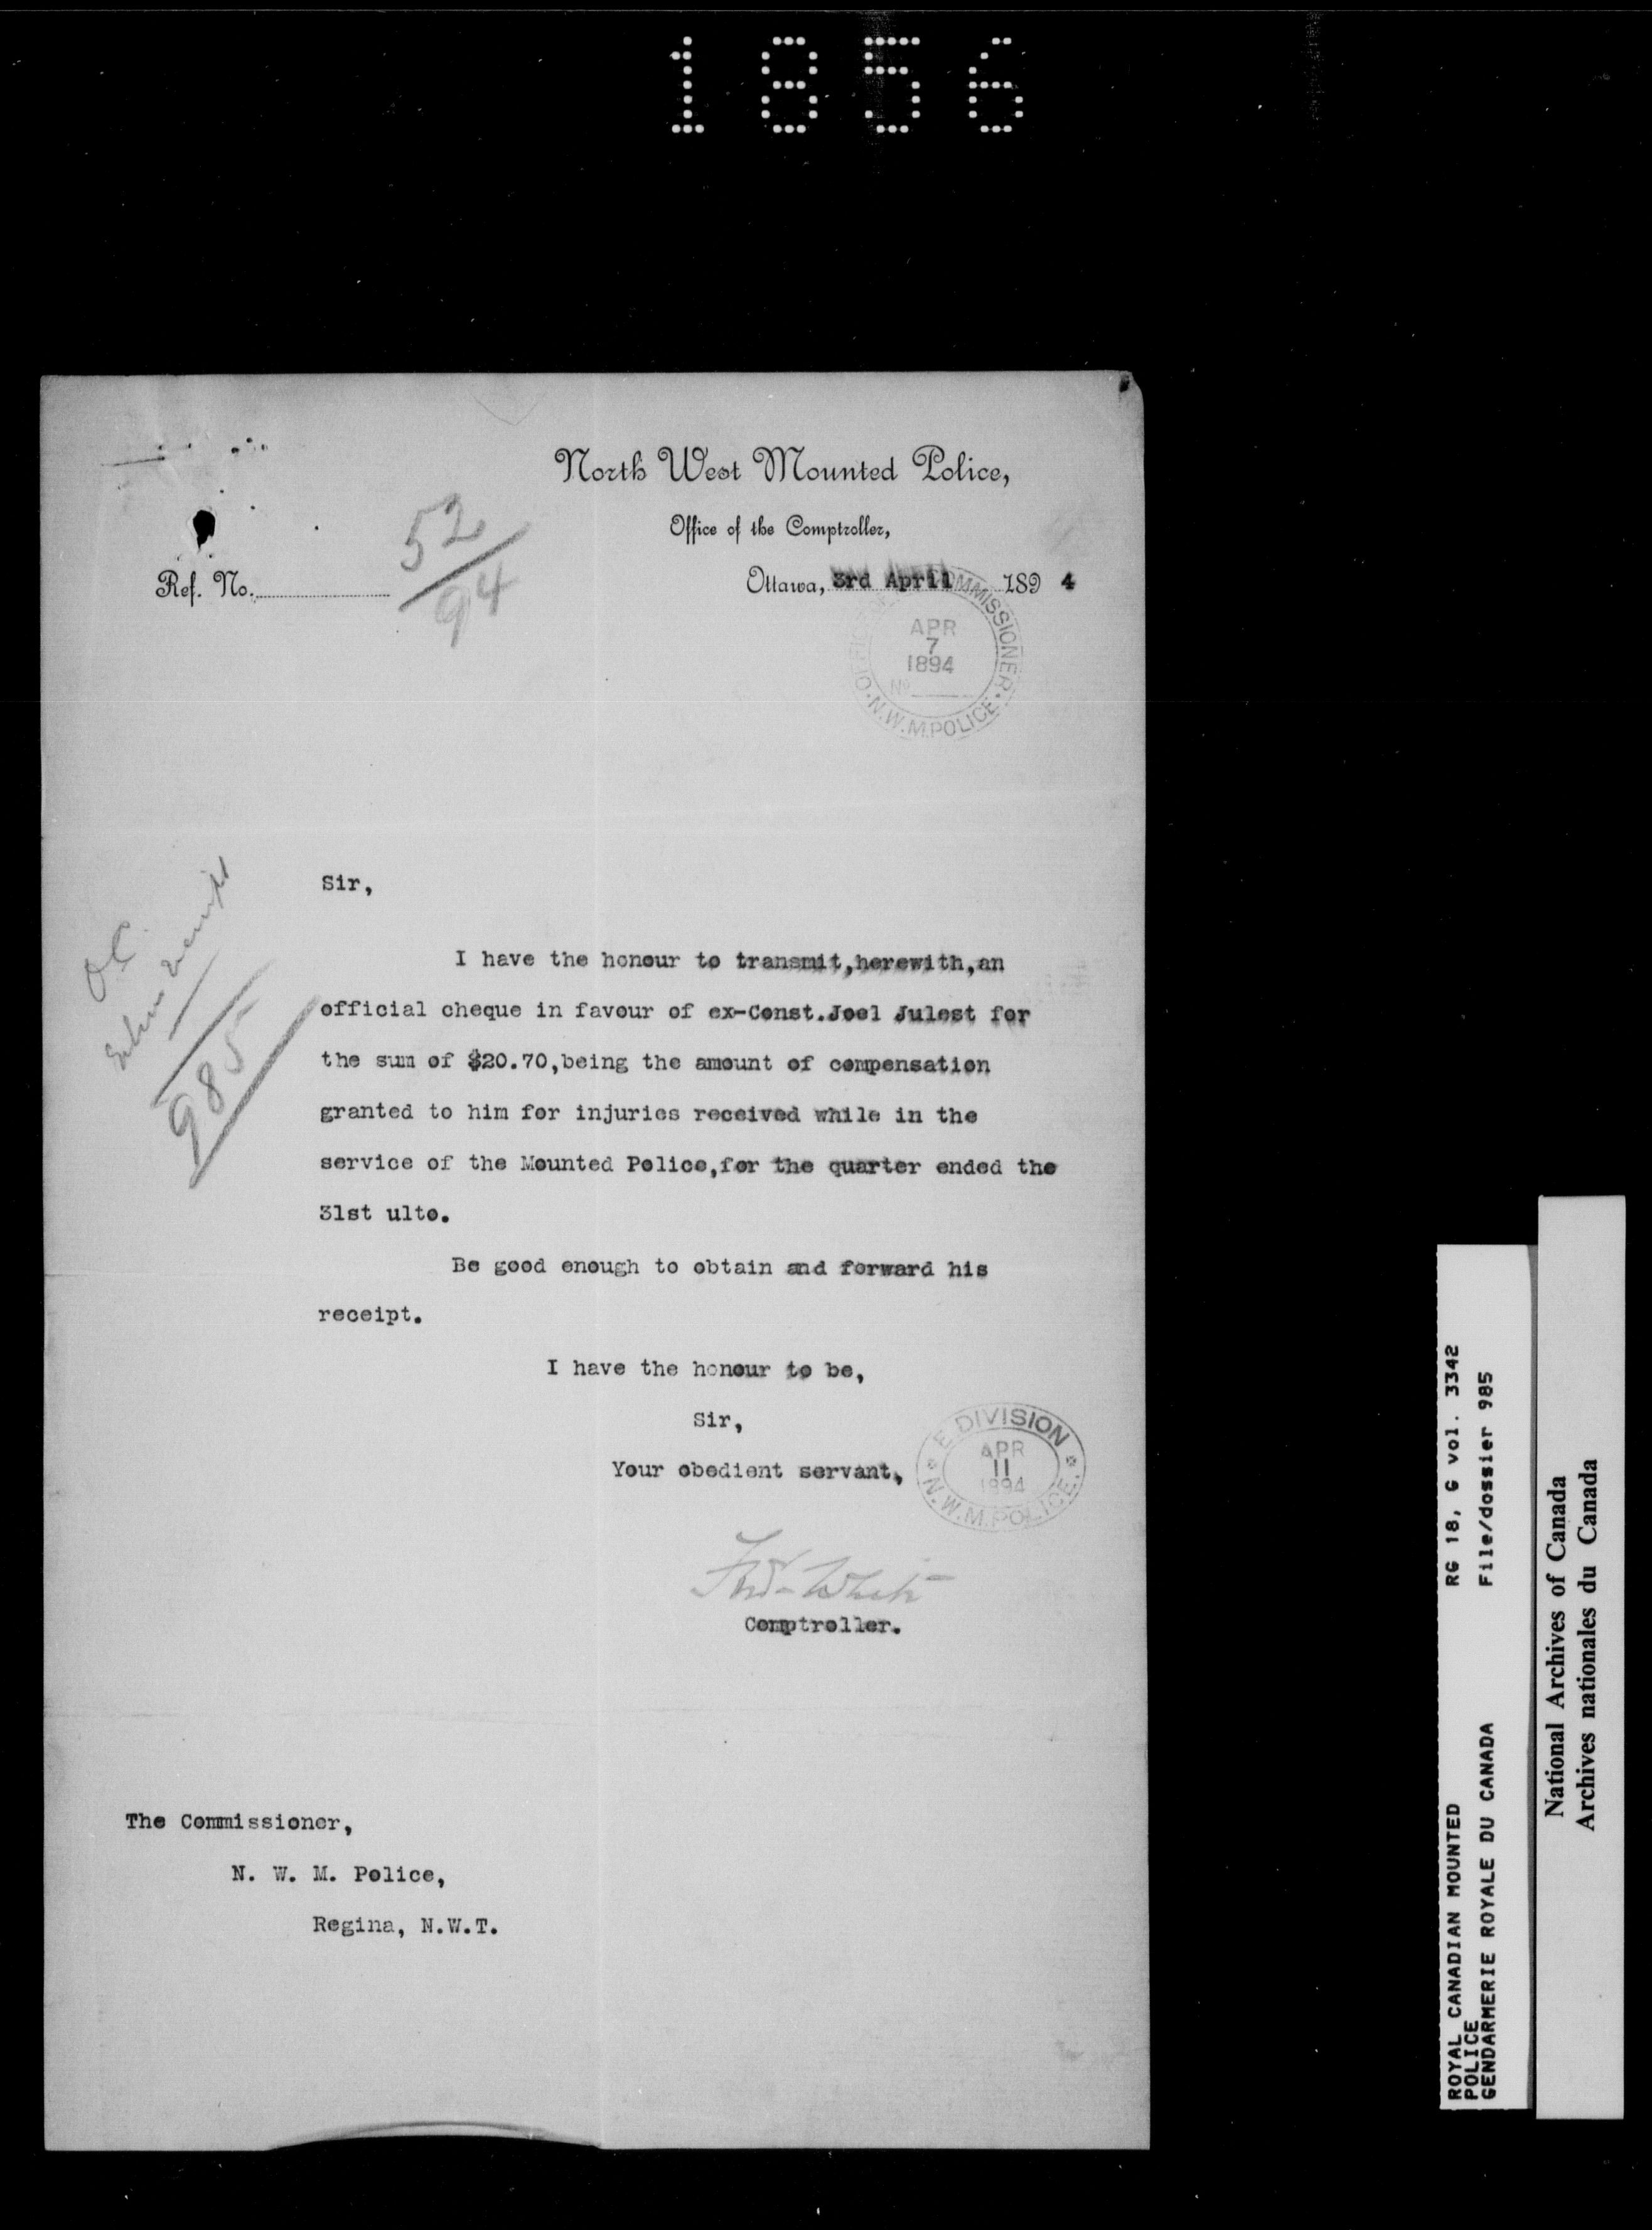 1856
North West Mounted Police,
Office of the Comptroller,
Ref. No.
52/94
Ottawa, 3rd April 1894
OFFICE OF COMMISSIONER
APR
7
1894
No
N.W.M.POLICE
Sir,
O.C.
985
I have the honour to transmit,herewith,an
official cheque in favour of ex-Const.Joel Julest for
the sum of $20.70,being the amount of compensation
granted to him for injuries received while in the
service of the Mounted Police,for the quarter ended the
31st ulto.
Be good enough to obtain and forward his
receipt.
I have the honour to be,
Sir,
Your obedient servant,
E DIVISION
APR
11
1894
N.W.M.POLICE.
Fred White
Comptroller.
The Commissioner,
N. W. M. Police,
Regina, N.W.T.
ROYAL CANADIAN MOUNTED RG 18, G vol. 3342
POLICE
GENDARMERIE ROYALE DU CANADA File/dossier 985
National Archives of Canada
Archives nationales du Canada